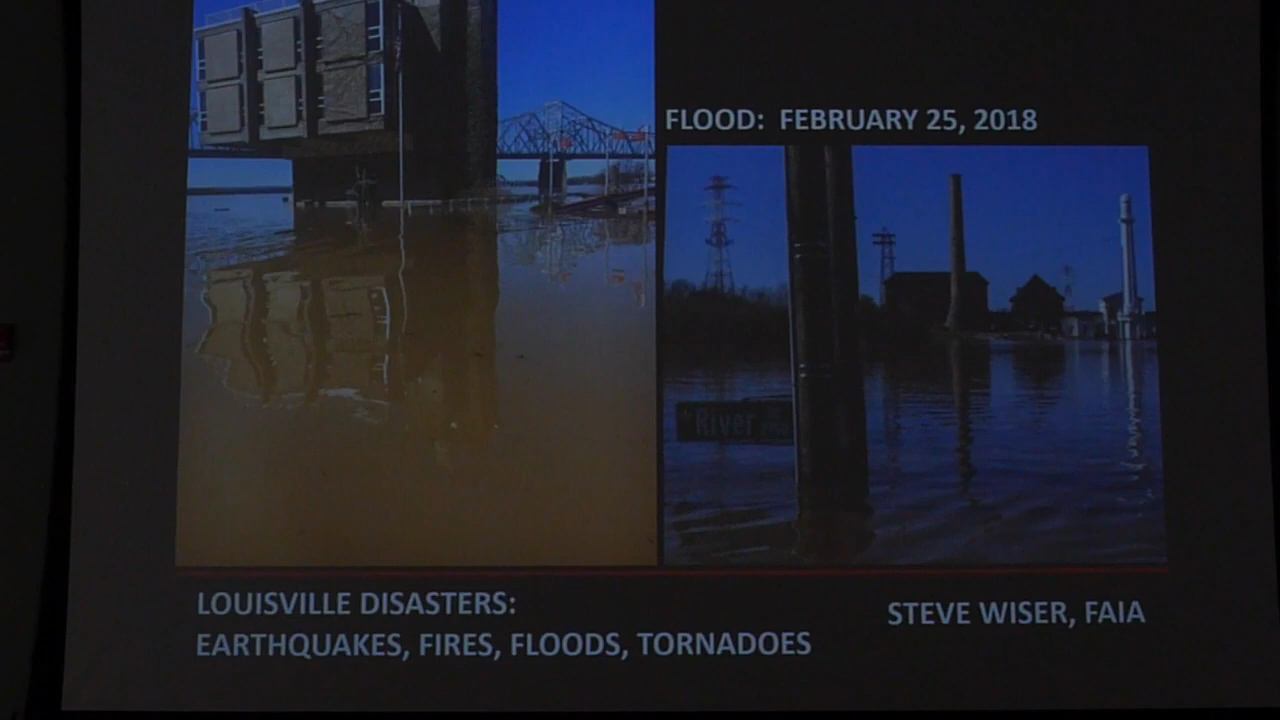 FLOOD: FEBRUARY 25, 2018
River
LOUISVILLE DISASTERS:
EARTHQUAKES, FIRES, FLOODS, TORNADOES
STEVE WISER, FAIA